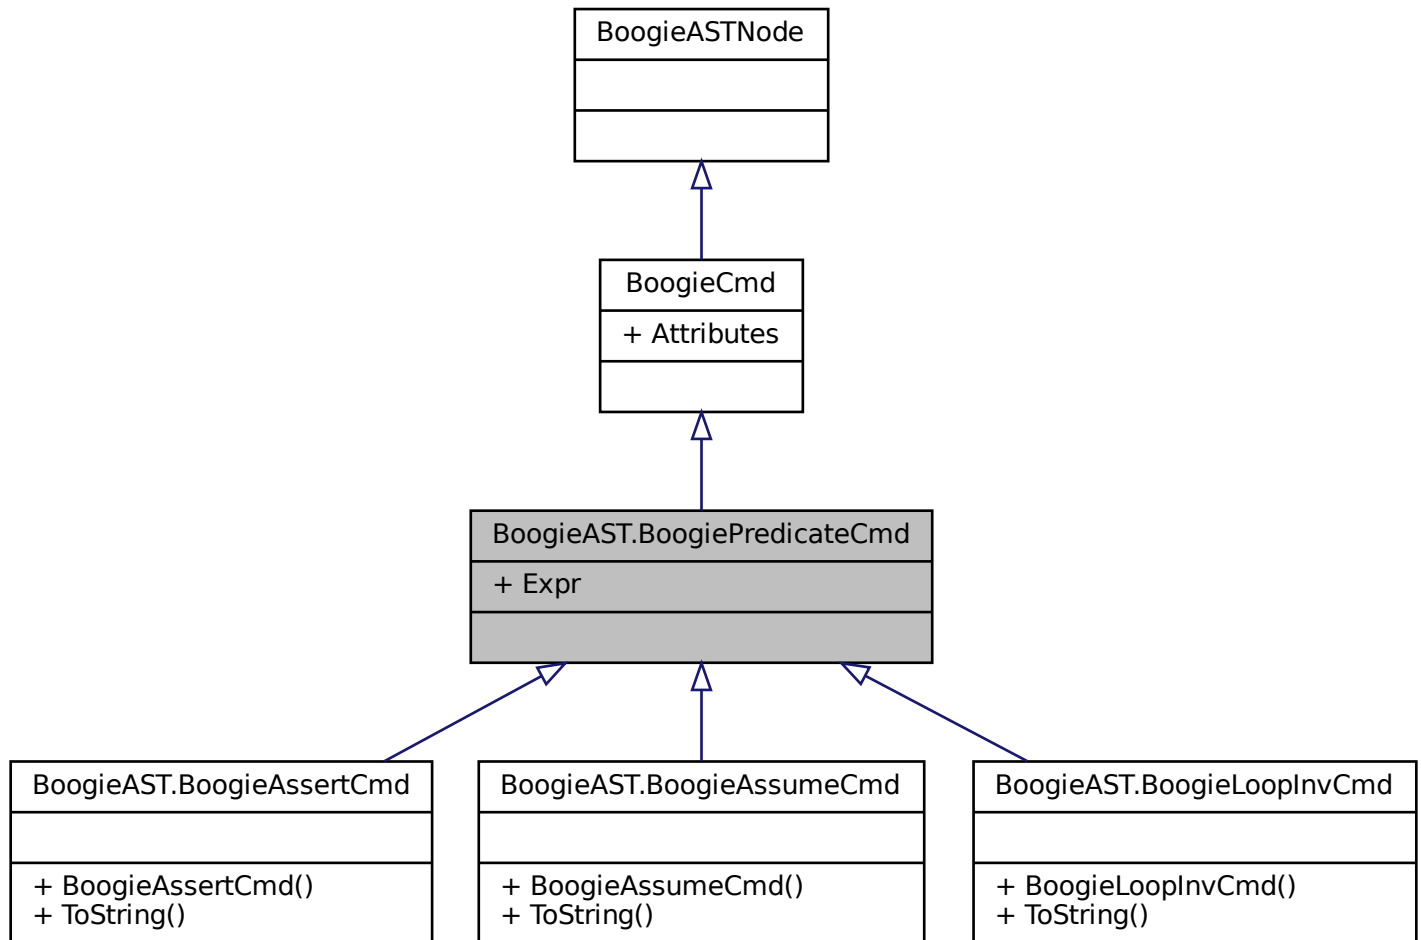 BoogieASTNode
BoogieCmd
+ Attributes
BoogieAST.BoogiePredicateCmd
+ Expr
BoogieAST.BoogieAssertCmd
+ BoogieAssertCmd()
+ ToString()
BoogieAST.BoogieAssumeCmd
+ BoogieAssumeCmd()
+ ToString()
BoogieAST.BoogieLoopInvCmd
+ BoogieLoopInvCmd()
+ ToString()